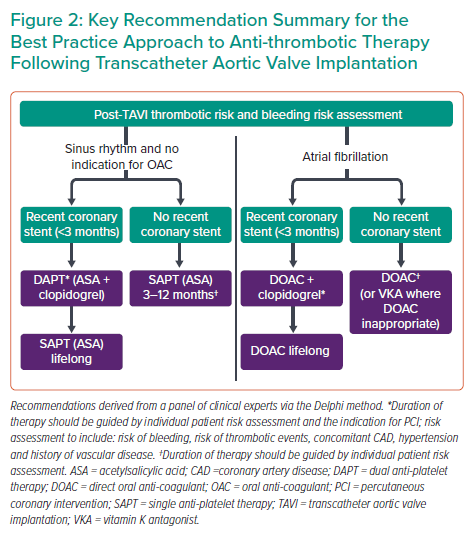 Figure 2: Key Recommendation Summary for the
Best Practice Approach to Anti-thrombotic Therapy
Following Transcatheter Aortic Valve Implantation
Post-TAVI thrombotic risk and bleeding risk assessment
Sinus rhythm and no
indication for OAC
Atrial fibrillation
Recent coronary
stent (<3 months)
No recent
coronary stent
Recent coronary
stent (<3 months)
No recent
coronary stent
DAPT* (ASA +
clopidogrel)
SAPT (ASA)
3–12 months†
DOAC +
clopidogrel*
DOAC†
(or VKA where
DOAC
inappropriate)
SAPT (ASA)
lifelong
DOAC lifelong
Recommendations derived from a panel of clinical experts via the Delphi method. *Duration of
therapy should be guided by individual patient risk assessment and the indication for PCI; risk
assessment to include: risk of bleeding, risk of thrombotic events, concomitant CAD, hypertension
and history of vascular disease. †Duration of therapy should be guided by individual patient risk
assessment. ASA = acetylsalicylic acid; CAD =coronary artery disease; DAPT = dual anti-platelet
therapy; DOAC = direct oral anti-coagulant; OAC = oral anti-coagulant; PCI = percutaneous
coronary intervention; SAPT = single anti-platelet therapy; TAVI = transcatheter aortic valve
implantation; VKA = vitamin K antagonist.